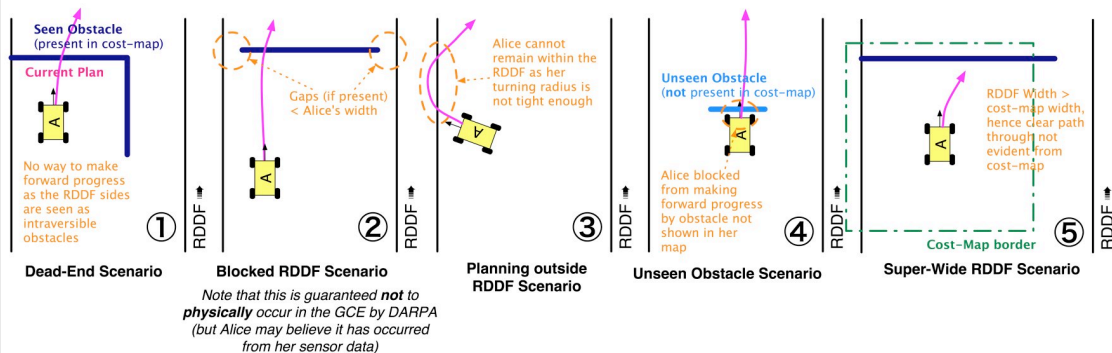 Seen Obstacle
(present in cost-map)
Current Plan
A
No way to make
forward progress
as the RDDF sides
are seen as
intraversible
obstacles
1
RDDF
Dead-End Scenario
Gaps (if present)
< Alice's width
A
2
RDDF
Blocked RDDF Scenario
Note that this is guaranteed not to
physically occur in the GCE by DARPA
(but Alice may believe it has occurred
from her sensor data)
Alice cannot
remain within the
RDDF as her
turning radius is
not tight enough
A
3
RDDF
Planning outside
RDDF Scenario
Unseen Obstacle
(not present in cost-map)
A
Alice blocked
from making
forward progress
by obstacle not
shown in her
map
4
RDDF
Unseen Obstacle Scenario
RDDF Width >
cost-map width,
hence clear path
through not
evident from
cost-map
A
Cost-Map border
5
RDDF
Super-Wide RDDF Scenario